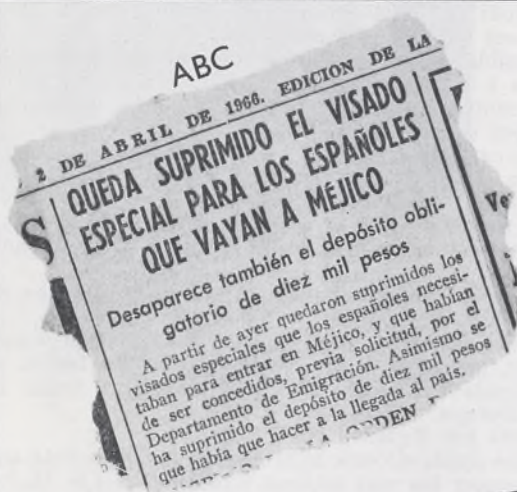 ABC
2 DE ABRIL DE 1966. EDICION DE LA
QUEDA SUPRIMIDO EL VISADO
ESPECIAL PARA LOS ESPAÑOLES
QUE VAYAN A MÉJICO
Desaparece también el depósito obli-
gatorio de diez mil pesos
A partir de ayer quedaron suprimidos los
visados especiales que los españoles necesi-
taban para entrar en Méjico, y que habían
de ser concedidos, previa solicitud, por el
Departamento de Emigración. Asimismo se
ha suprimido el depósito de diez mil pesos
que había que hacer a la llegada al país.
LA ORDEN
S
Ve